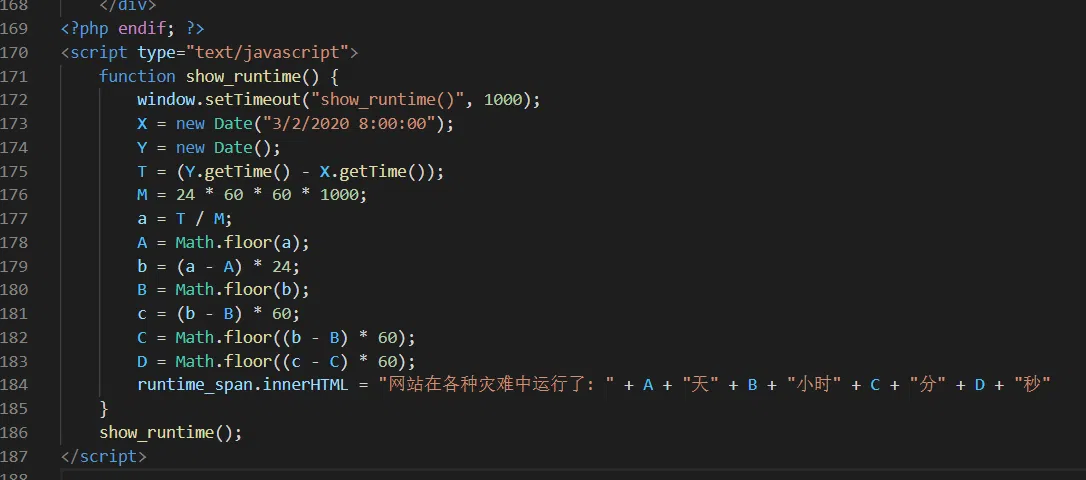 168 </div>
169 <?php endif; ?>
170 <script type="text/javascript">
171 function show_runtime() {
172 window.setTimeout("show_runtime()", 1000);
173 X = new Date("3/2/2020 8:00:00");
174 Y = new Date();
175 T = (Y.getTime() - X.getTime());
176 M = 24 * 60 * 60 * 1000;
177 a = T / M;
178 A = Math.floor(a);
179 b = (a - A) * 24;
180 B = Math.floor(b);
181 c = (b - B) * 60;
182 C = Math.floor((b - B) * 60);
183 D = Math.floor((c - C) * 60);
184 runtime_span.innerHTML = "网站在各种灾难中运行了: " + A + "天" + B + "小时" + C + "分" + D + "秒"
185 }
186 show_runtime();
187 </script>
188